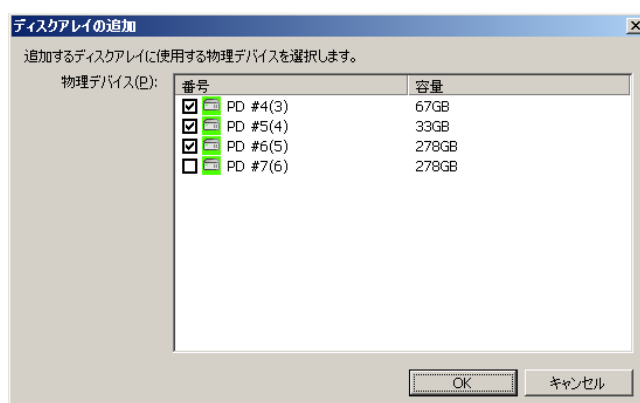 ディスクアレイの追加
追加するディスクアレイに使用する物理デバイスを選択します。
物理デバイス(P):
番号 容量
PD #4(3) 67GB
PD #5(4) 33GB
PD #6(5) 278GB
PD #7(6) 278GB
OK キャンセル